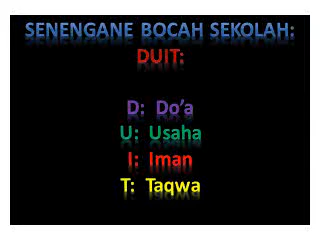 SENENGANE BOCAH SEKOLAH:
DUIT:
D: Do’a
U: Usaha
I: Iman
T: Taqwa